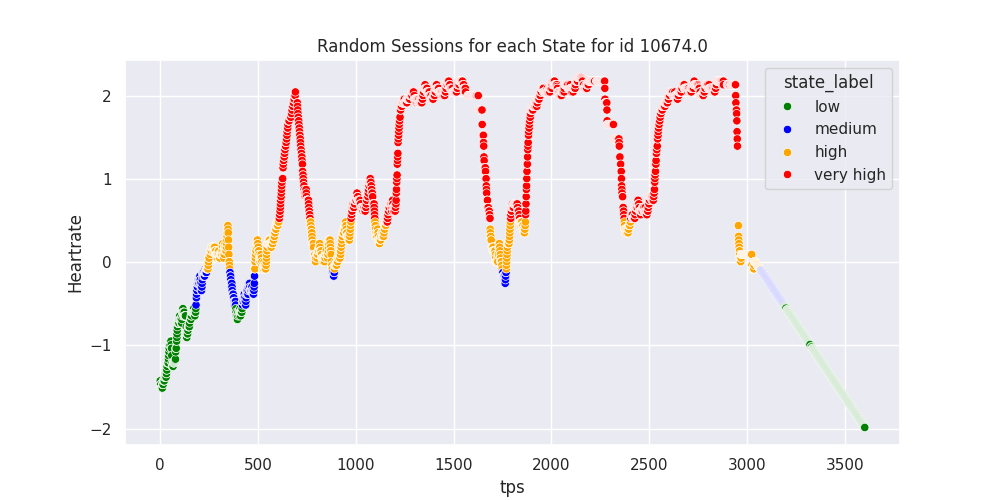 Random Sessions for each State for id 10674.0
state_label
low
medium
high
very high
Heartrate
2
1
0
−1
−2
0
500
1000
1500
2000
2500
3000
3500
tps